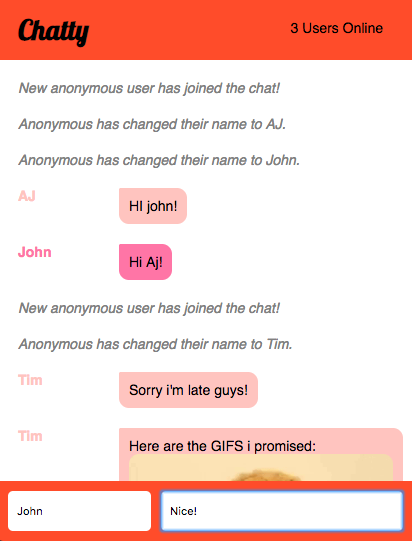 Chatty
3 Users Online
New anonymous user has joined the chat!
Anonymous has changed their name to AJ.
Anonymous has changed their name to John.
AJ
HI john!
John
Hi Aj!
New anonymous user has joined the chat!
Anonymous has changed their name to Tim.
Tim
Sorry i'm late guys!
Tim
Here are the GIFS i promised:
John
Nice!